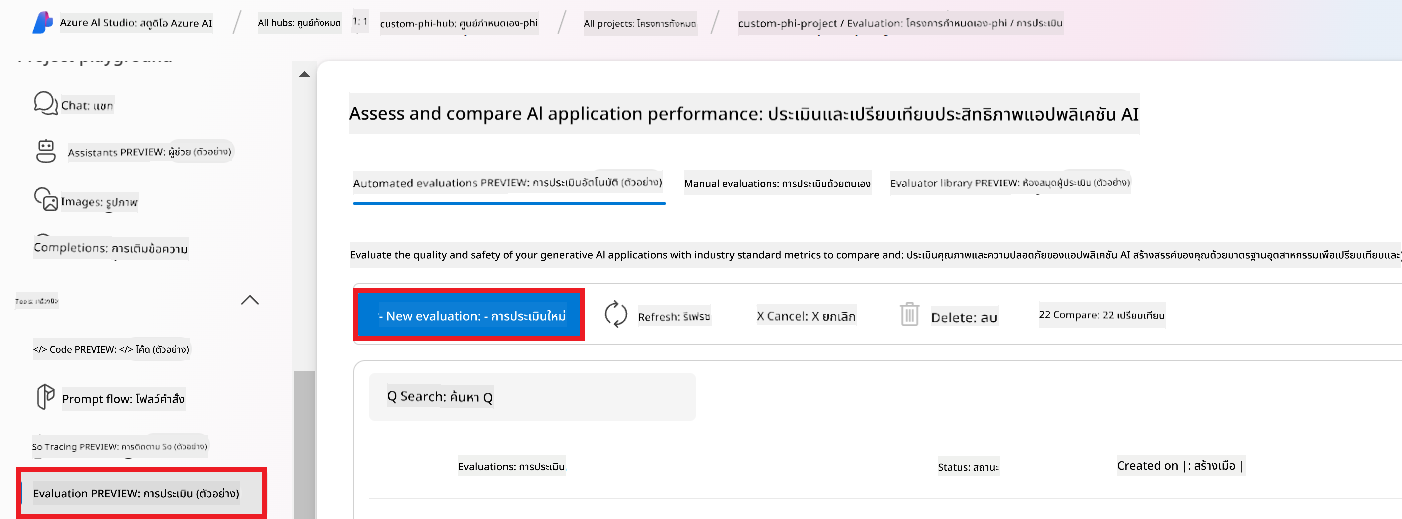 Azure AI Studio: สตูดิโอ Azure AI / All hubs: ศูนย์ทั้งหมด 1: 1 custom-phi-hub: ศูนย์กำหนดเอง-phi / All projects: โครงการทั้งหมด / custom-phi-project / Evaluation: โครงการกำหนดเอง-phi / การประเมิน
Project playground
Chat: แชท
Assistants PREVIEW: ผู้ช่วย (ตัวอย่าง)
Images: รูปภาพ
Completions: การเติมข้อความ
</> Code PREVIEW: </> โค้ด (ตัวอย่าง)
Prompt flow: โฟลว์คำสั่ง
So Tracing PREVIEW: การติดตาม So (ตัวอย่าง)
Evaluation PREVIEW: การประเมิน (ตัวอย่าง)
Assess and compare AI application performance: ประเมินและเปรียบเทียบประสิทธิภาพแอปพลิเคชัน AI
Automated evaluations PREVIEW: การประเมินอัตโนมัติ (ตัวอย่าง) Manual evaluations: การประเมินด้วยตนเอง Evaluator library PREVIEW: ห้องสมุดผู้ประเมิน (ตัวอย่าง)
Evaluate the quality and safety of your generative AI applications with industry standard metrics to compare and: ประเมินคุณภาพและความปลอดภัยของแอปพลิเคชัน AI สร้างสรรค์ของคุณด้วยมาตรฐานอุตสาหกรรมเพื่อเปรียบเทียบและ
- New evaluation: - การประเมินใหม่ Refresh: รีเฟรช X Cancel: X ยกเลิก Delete: ลบ 22 Compare: 22 เปรียบเทียบ
Q Search: ค้นหา Q
Evaluations: การประเมิน Status: สถานะ Created on |: สร้างเมื่อ |